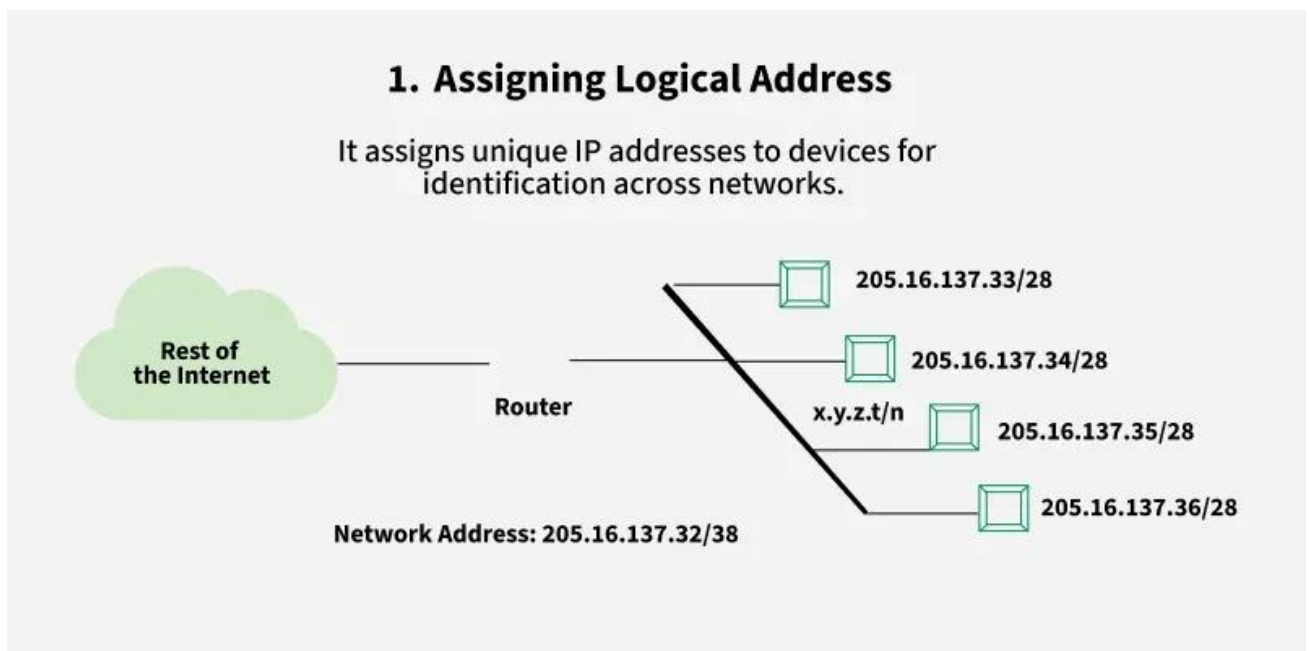 1. Assigning Logical Address
It assigns unique IP addresses to devices for
identification across networks.
205.16.137.33/28
Rest of
the Internet
205.16.137.34/28
Router
x.y.z.t/n
205.16.137.35/28
205.16.137.36/28
Network Address: 205.16.137.32/38